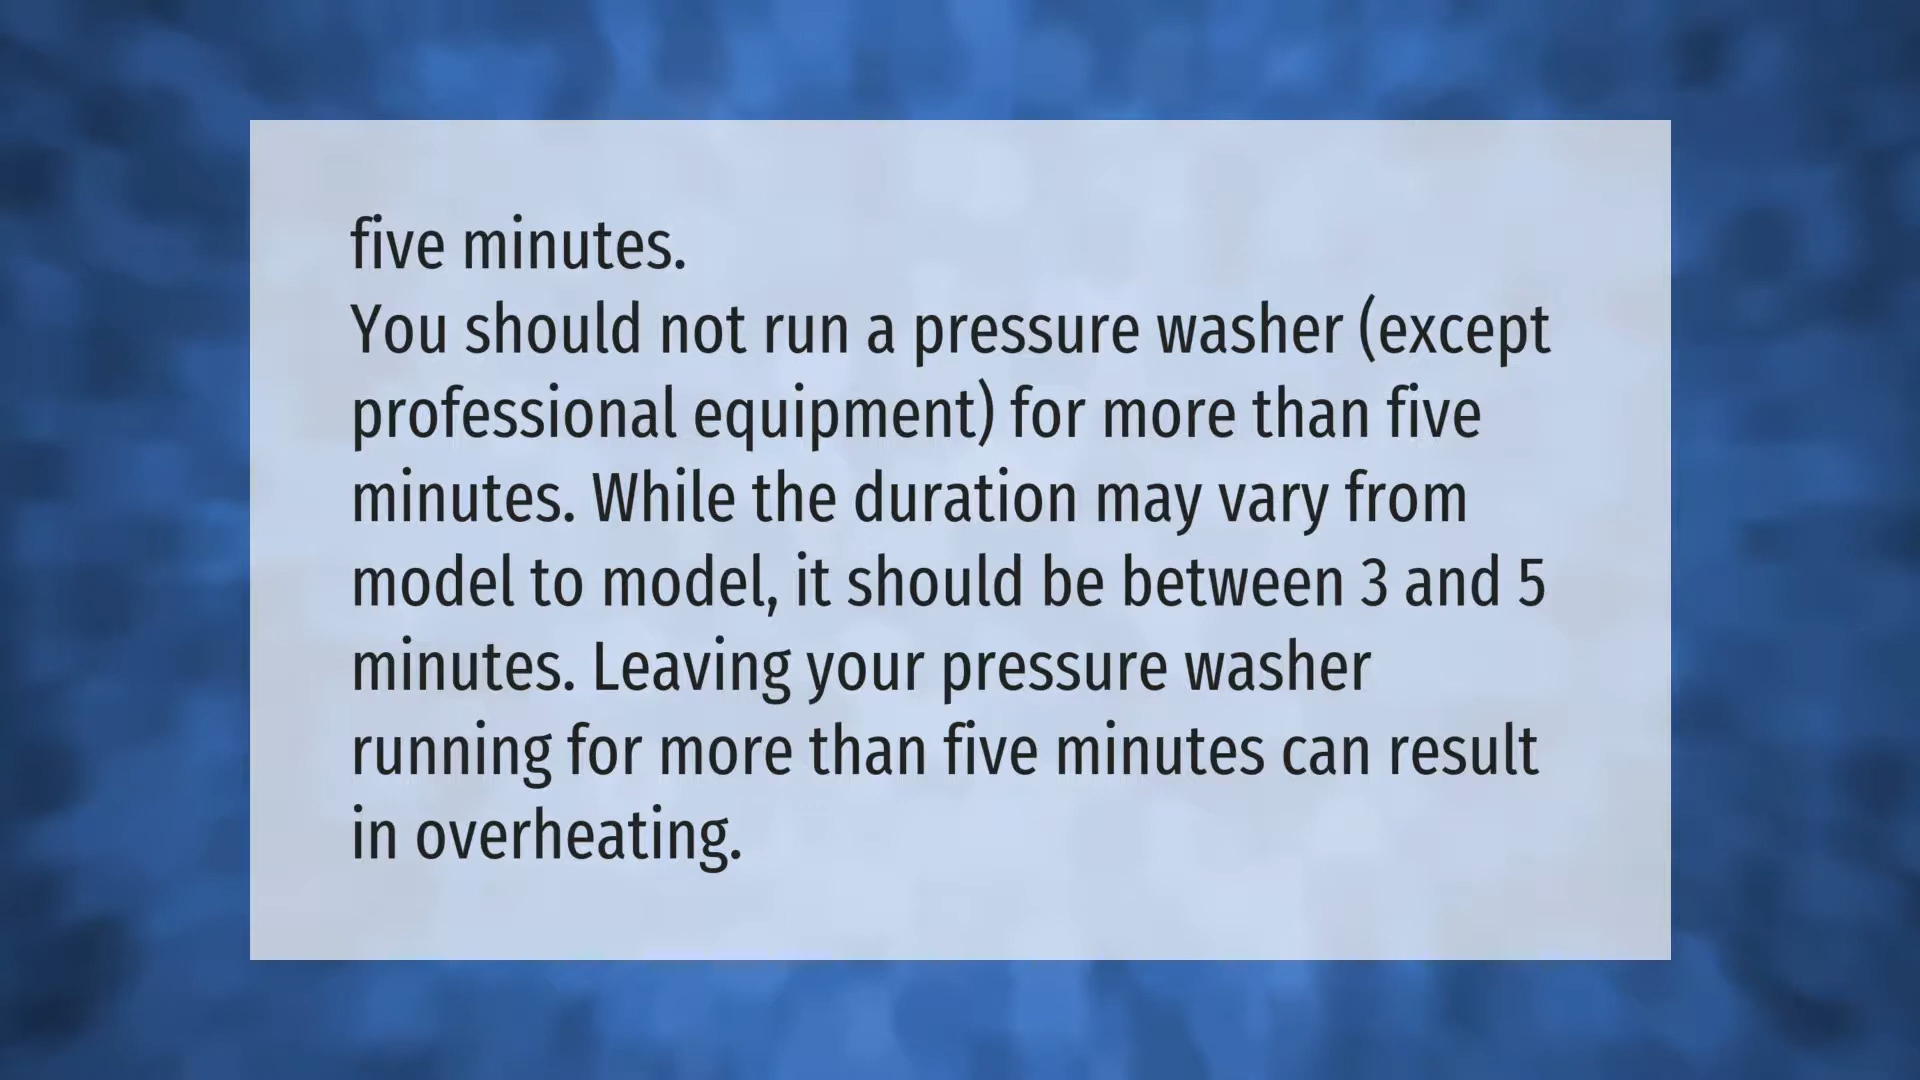 five minutes.
You should not run a pressure washer (except
professional equipment) for more than five
minutes. While the duration may vary from
model to model, it should be between 3 and 5
minutes. Leaving your pressure washer
running for more than five minutes can result
in overheating.